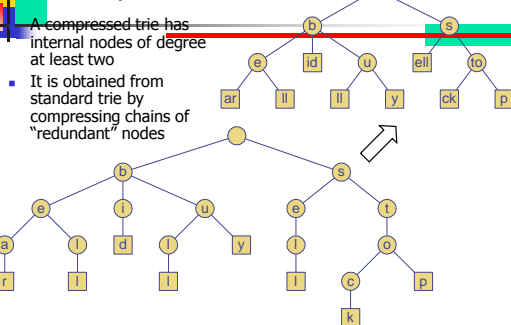 A compressed trie has
internal nodes of degree
at least two
It is obtained from
standard trie by
compressing chains of
“redundant” nodes
b s
e id u ell to
ar ll ll y ck p
b s
e i u e t
a l d l y l o
r l l l c p
k